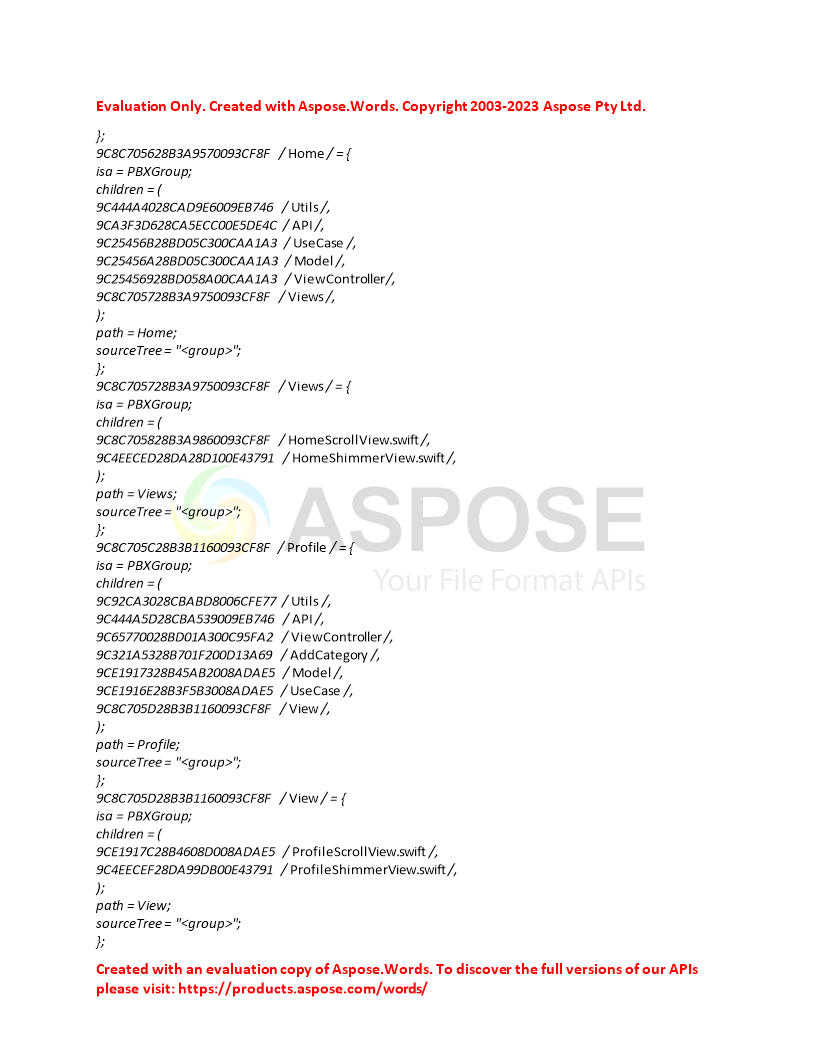 Evaluation Only. Created with Aspose.Words. Copyright 2003-2023 Aspose Pty Ltd.
};
9C8C705628B3A9570093CF8F / Home / = {
isa = PBXGroup;
children = (
9C444A4028CAD9E6009EB746 / Utils /,
9CA3F3D628CA5ECC00E5DE4C / API /,
9C25456B28BD05C300CAA1A3 / UseCase /,
9C25456A28BD05C300CAA1A3 / Model /,
9C25456928BD058A00CAA1A3 / ViewController/,
9C8C705728B3A9750093CF8F / Views /,
);
path = Home;
sourceTree = "<group>";
};
9C8C705728B3A9750093CF8F / Views / = {
isa = PBXGroup;
children = (
9C8C705828B3A9860093CF8F / HomeScrollView.swift /,
9C4EECED28DA28D100E43791 / HomeShimmerView.swift /,
);
path = Views;
sourceTree = "<group>";
};
ASPOSE
Your File Format APIs
9C8C705C28B3B1160093CF8F / Profile / = {
isa = PBXGroup;
children = (
9C92CA3028CBABD8006CFE77 / Utils /,
9C444A5D28CBA539009EB746 / API /,
9C65770028BD01A300C95FA2 / ViewController /,
9C321A5328B701F200D13A69 / AddCategory /,
9CE1917328B45AB2008ADAE5 / Model /,
9CE1916E28B3F5B3008ADAE5 / UseCase /,
9C8C705D28B3B1160093CF8F / View /,
);
path = Profile;
sourceTree = "<group>";
};
9C8C705D28B3B1160093CF8F / View / = {
isa = PBXGroup;
children = (
9CE1917C28B4608D008ADAE5 / ProfileScrollView.swift /,
9C4EECEF28DA99DB00E43791 / ProfileShimmerView.swift /,
);
path = View;
sourceTree = "<group>";
};
Created with an evaluation copy of Aspose.Words. To discover the full versions of our APIs
please visit: https://products.aspose.com/words/